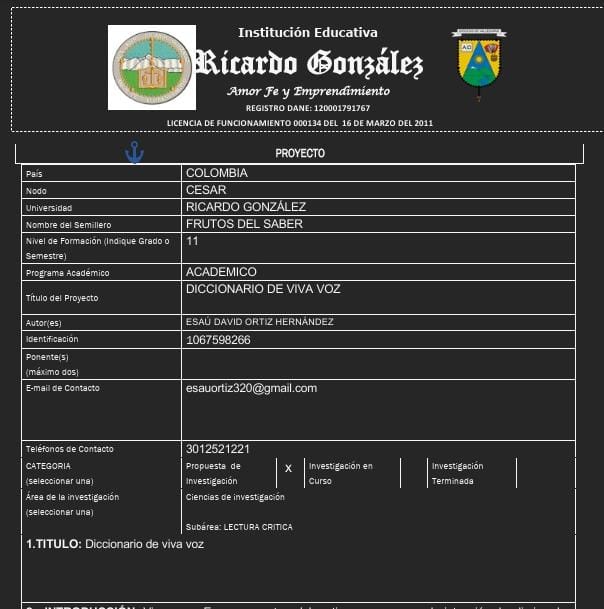 Institución Educativa
Ricardo González
Amor Fe y Emprendimiento
REGISTRO DANE: 120001791767
LICENCIA DE FUNCIONAMIENTO 000134 DEL 16 DE MARZO DEL 2011
PROYECTO
País COLOMBIA
Nodo CESAR
Universidad RICARDO GONZÁLEZ
Nombre del Semillero FRUTOS DEL SABER
Nivel de Formación (Indique Grado o 11
Semestre)
Programa Académico ACADEMICO
DICCIONARIO DE VIVA VOZ
Título del Proyecto
Autor(es) ESAÚ DAVID ORTIZ HERNÁNDEZ
Identificación 1067598266
Ponente(s)
(máximo dos)
E-mail de Contacto esauortiz320@gmail.com
Teléfonos de Contacto 3012521221
CATEGORIA Propuesta de X Investigación en Investigación
(seleccionar una) Investigación Curso Terminada
Área de la investigación Ciencias de investigación
(seleccionar una)
Subárea: LECTURA CRITICA
1.TITULO: Diccionario de viva voz